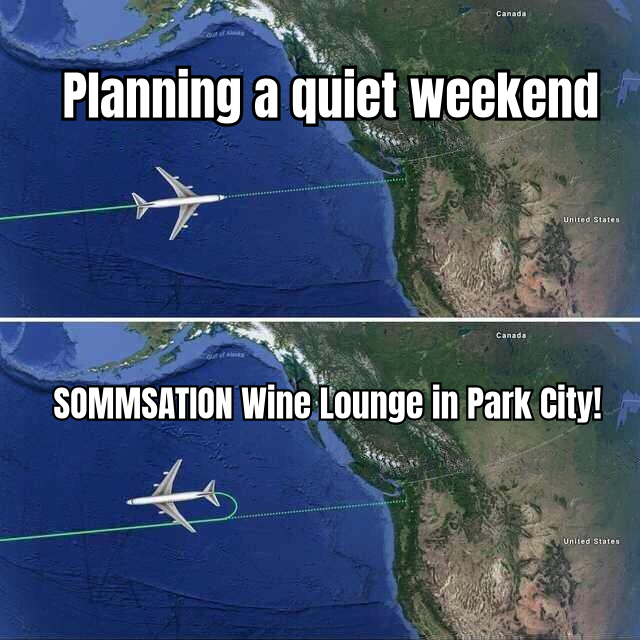 Canada
Gulf of Alaska
Planning a quiet weekend
United States
Canada
Gulf of Alaska
SOMMSATION Wine Lounge in Park City!
United States